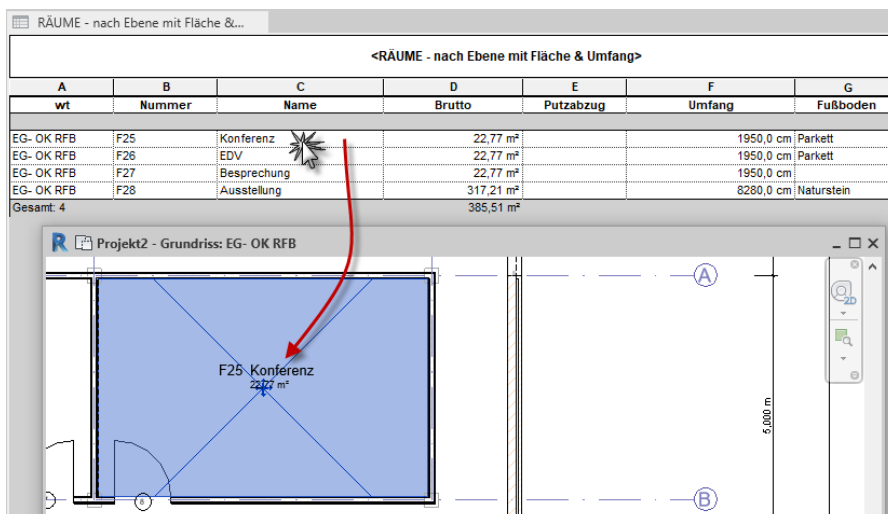 RÄUME - nach Ebene mit Fläche &...
<RÄUME - nach Ebene mit Fläche & Umfang>
A B C D E F G
wt Nummer Name Brutto Putzabzug Umfang Fußboden
EG- OK RFB F25 Konferenz 22,77 m² 1950,0 cm Parkett
EG- OK RFB F26 EDV 22,77 m² 1950,0 cm Parkett
EG- OK RFB F27 Besprechung 22,77 m² 1950,0 cm
EG- OK RFB F28 Ausstellung 317,21 m² 8280,0 cm Naturstein
Gesamt: 4 385,51 m²
R Projekt2 - Grundriss: EG- OK RFB
A
2D
F25 Konferenz
22,77 m²
5,000 m
8
B